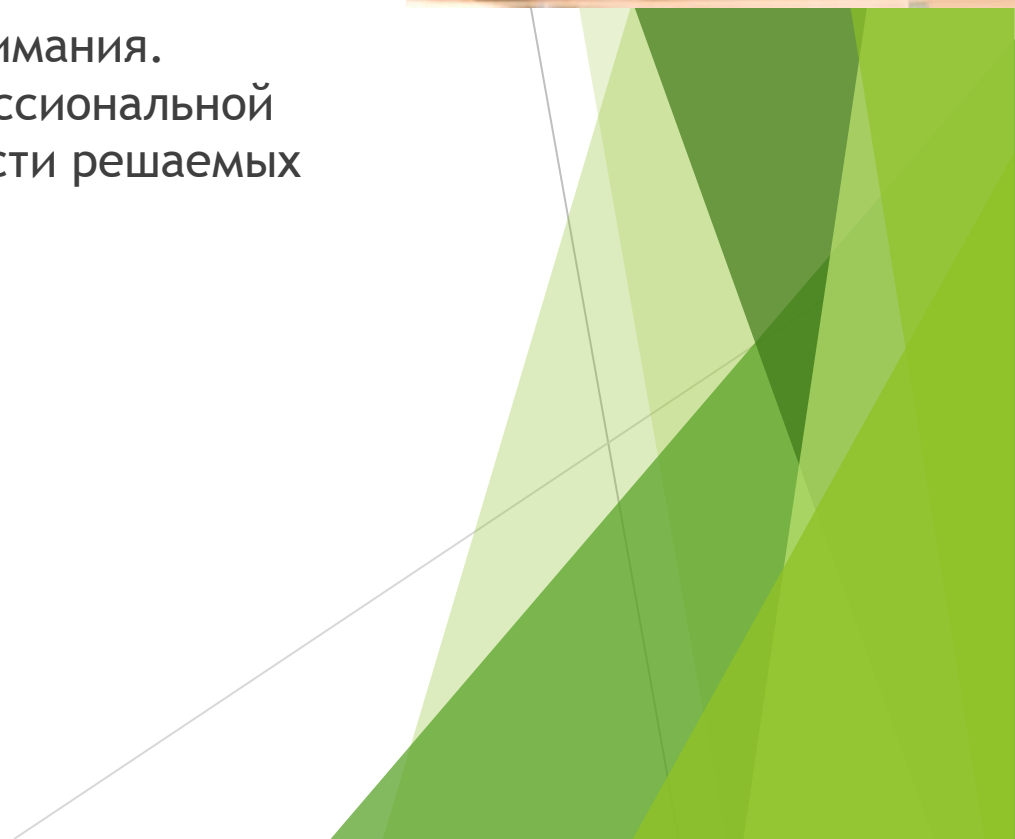 имания.
ссиональной
сти решаемых